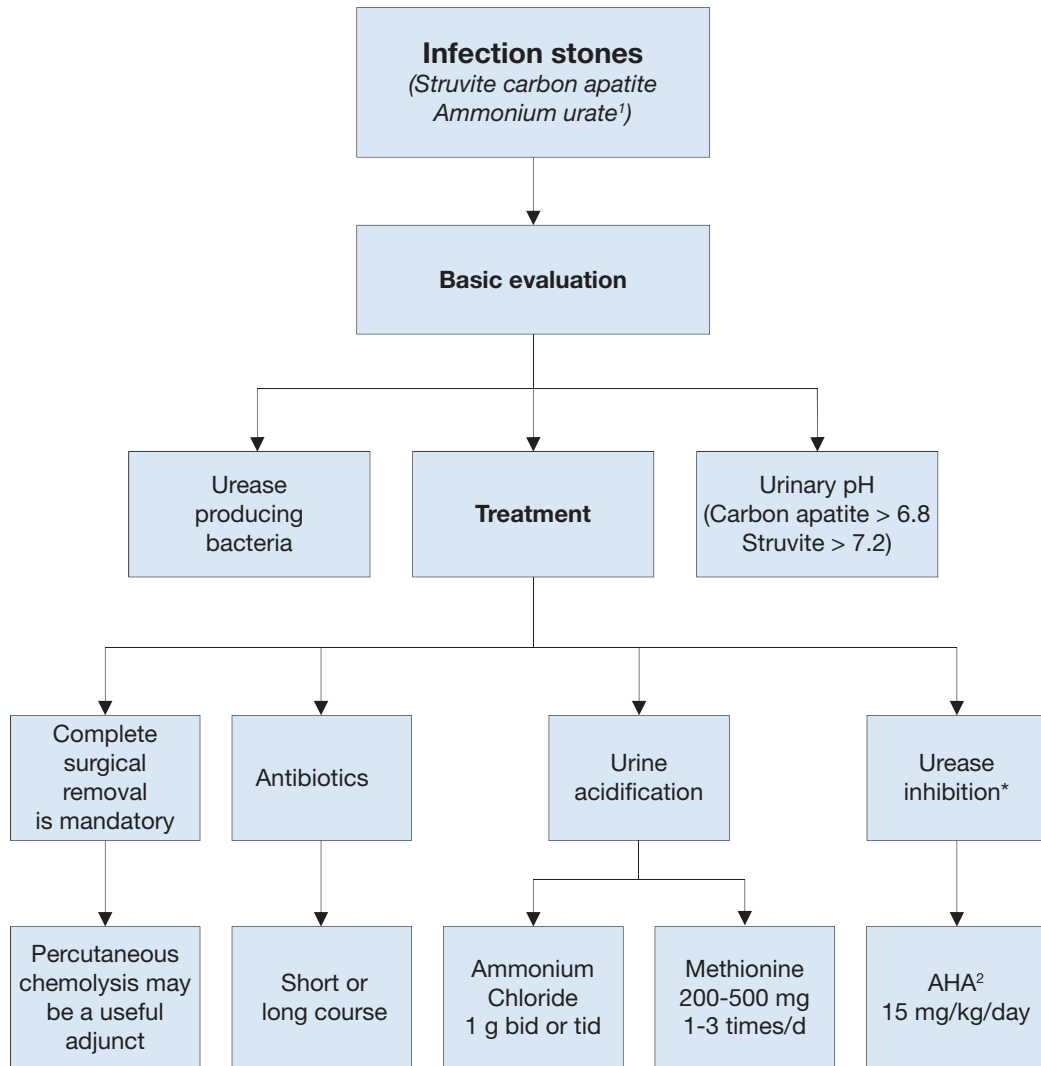 Infection stones
(Struvite carbon apatite
Ammonium urate¹)
Basic evaluation
Urease
producing
bacteria
Treatment
Urinary pH
(Carbon apatite > 6.8
Struvite > 7.2)
Complete
surgical
removal
is mandatory
Antibiotics
Urine
acidification
Urease
inhibition*
Percutaneous
chemolysis may
be a useful
adjunct
Short or
long course
Ammonium
Chloride
1 g bid or tid
Methionine
200-500 mg
1-3 times/d
AHA²
15 mg/kg/day